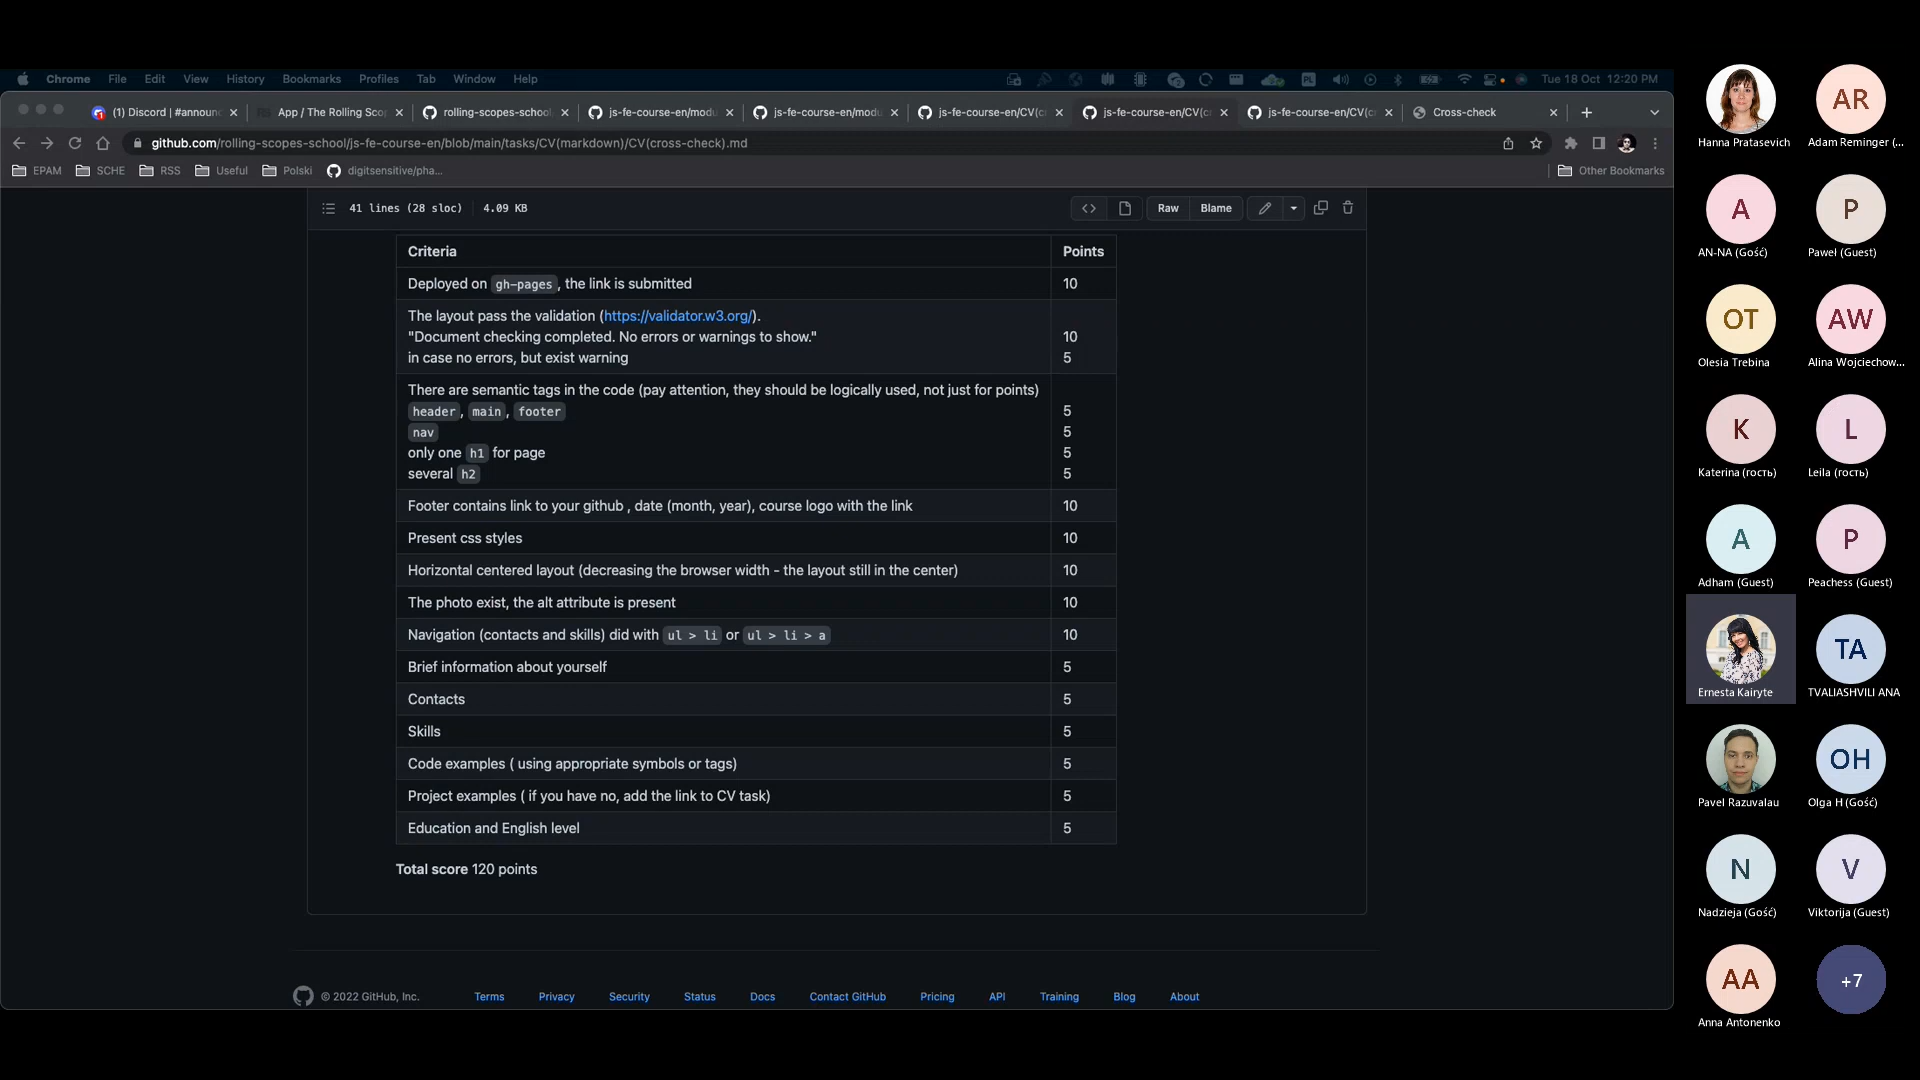 Chrome File Edit View History Bookmarks Profiles Tab Window Help
PL
Tue 18 Oct 12:20 PM
(1) Discord | #announ
App / The Rolling Sco
rolling-scopes-school
js-fe-course-en/modu
js-fe-course-en/modu
js-fe-course-en/CV(c
js-fe-course-en/CV(c
js-fe-course-en/CV(c
Cross-check
github.com/rolling-scopes-school/js-fe-course-en/blob/main/tasks/CV(markdown)/CV(cross-check).md
EPAM SCHE RSS Useful Polski digitsensitive/pha... Other Bookmarks
41 lines (28 sloc) 4.09 KB Raw Blame
Criteria Points
Deployed on gh-pages, the link is submitted 10
The layout pass the validation (https://validator.w3.org/).
"Document checking completed. No errors or warnings to show." 10
in case no errors, but exist warning 5
There are semantic tags in the code (pay attention, they should be logically used, not just for points)
header, main, footer 5
nav 5
only one h1 for page 5
several h2 5
Footer contains link to your github , date (month, year), course logo with the link 10
Present css styles 10
Horizontal centered layout (decreasing the browser width - the layout still in the center) 10
The photo exist, the alt attribute is present 10
Navigation (contacts and skills) did with ul > li or ul > li > a 10
Brief information about yourself 5
Contacts 5
Skills 5
Code examples ( using appropriate symbols or tags) 5
Project examples ( if you have no, add the link to CV task) 5
Education and English level 5
Total score 120 points
© 2022 GitHub, Inc. Terms Privacy Security Status Docs Contact GitHub Pricing API Training Blog About
AR
Hanna Pratasevich Adam Reminger (...
A P
AN-NA (Gość) Paweł (Guest)
OT AW
Olesia Trebina Alina Wojciechow...
K L
Katerina (гость) Leila (гость)
A P
Adham (Guest) Peachess (Guest)
TA
Ernesta Kairyte TVALIASHVILI ANA
OH
Pavel Razuvalau Olga H (Gość)
N V
Nadzieja (Gość) Viktorija (Guest)
AA +7
Anna Antonenko